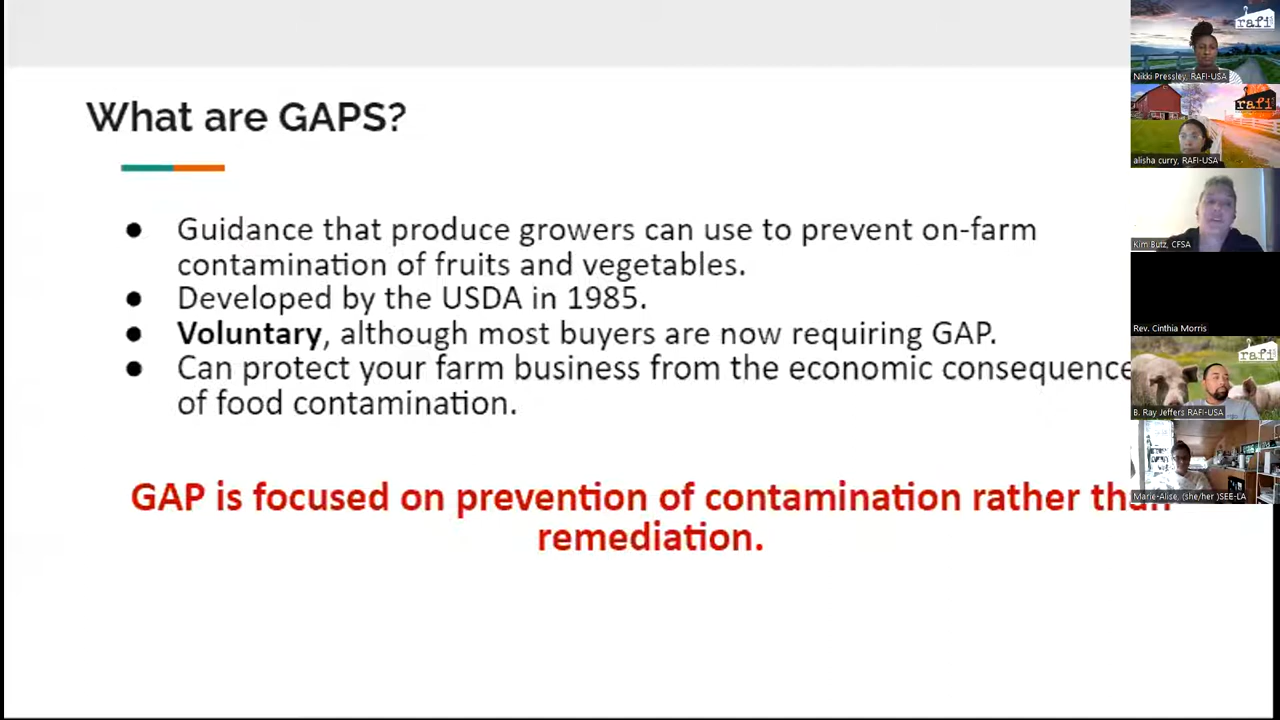 What are GAPS?
● Guidance that produce growers can use to prevent on-farm
contamination of fruits and vegetables.
● Developed by the USDA in 1985.
● Voluntary, although most buyers are now requiring GAP.
● Can protect your farm business from the economic consequence
of food contamination.
GAP is focused on prevention of contamination rather than
remediation.
rafi
Nikki Pressley, RAFI-USA
rafi
alisha curry, RAFI-USA
Kim Butz, CFSA
Rev. Cinthia Morris
rafi
B. Ray Jeffers RAFI-USA
Marie-Alise, (she/her )SEE-LA